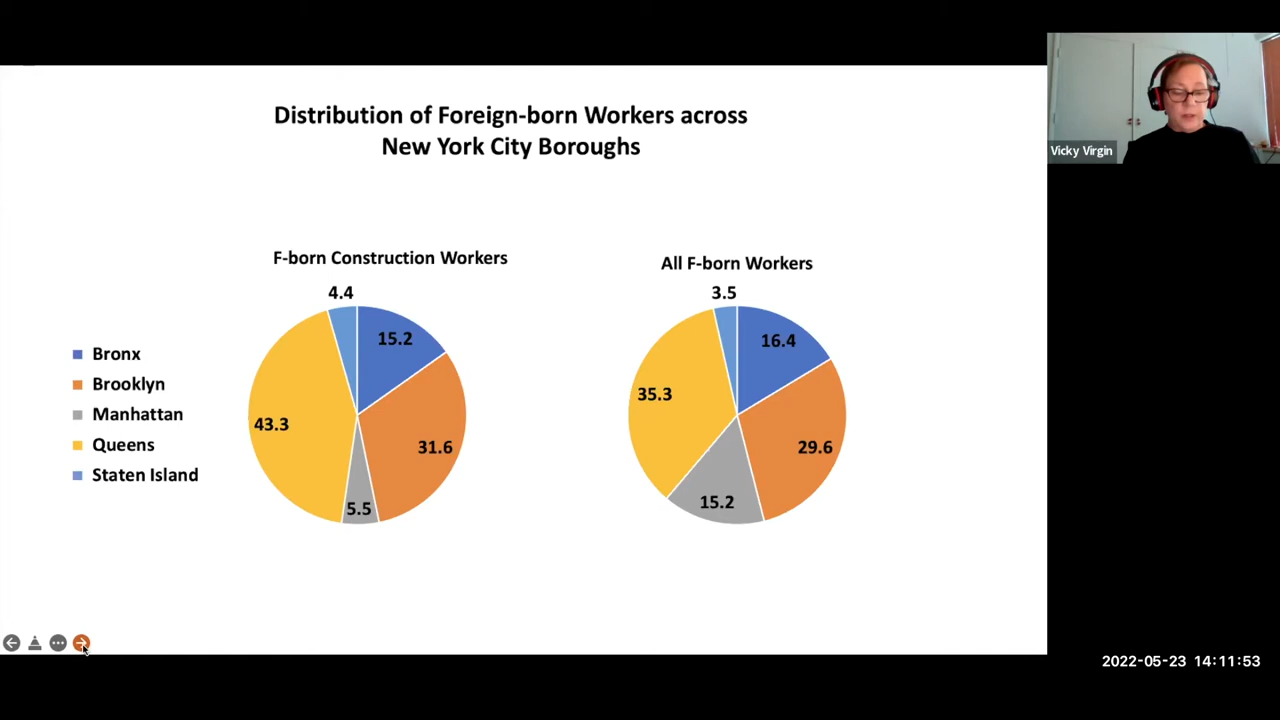 Distribution of Foreign-born Workers across
New York City Boroughs
Vicky Virgin
F-born Construction Workers
All F-born Workers
4.4
15.2
31.6
5.5
43.3
3.5
16.4
29.6
15.2
35.3
Bronx
Brooklyn
Manhattan
Queens
Staten Island
2022-05-23 14:11:53